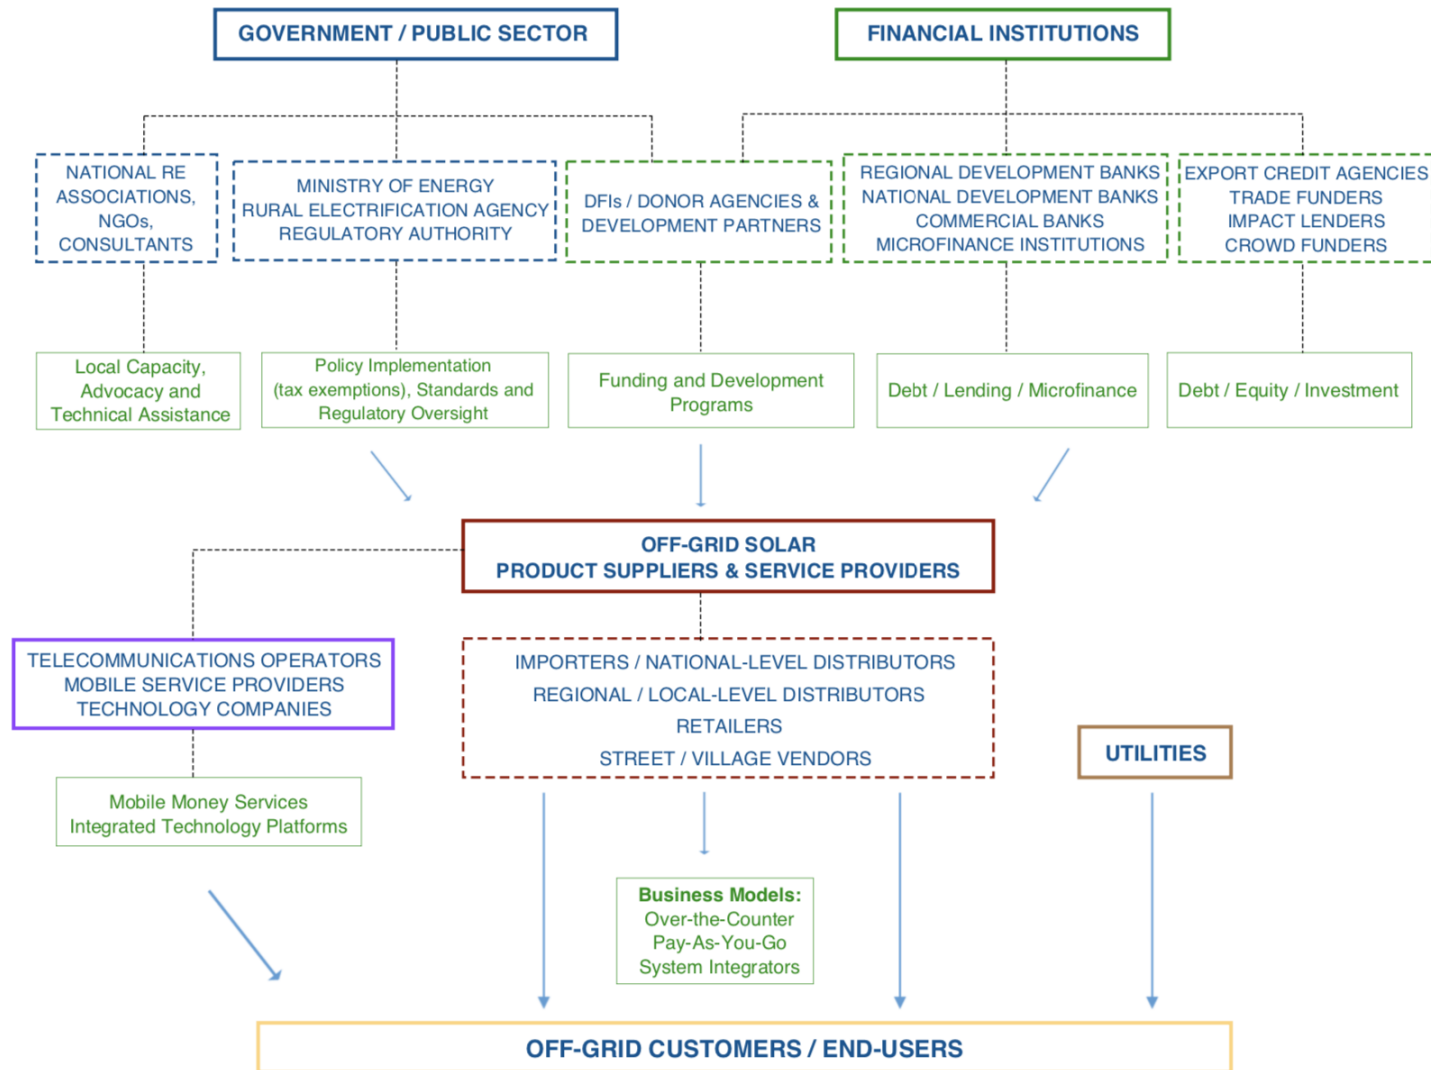 GOVERNMENT / PUBLIC SECTOR
FINANCIAL INSTITUTIONS
NATIONAL RE
ASSOCIATIONS,
NGOs,
CONSULTANTS
MINISTRY OF ENERGY
RURAL ELECTRIFICATION AGENCY
REGULATORY AUTHORITY
DFIs / DONOR AGENCIES &
DEVELOPMENT PARTNERS
REGIONAL DEVELOPMENT BANKS
NATIONAL DEVELOPMENT BANKS
COMMERCIAL BANKS
MICROFINANCE INSTITUTIONS
EXPORT CREDIT AGENCIES
TRADE FUNDERS
IMPACT LENDERS
CROWD FUNDERS
Local Capacity,
Advocacy and
Technical Assistance
Policy Implementation
(tax exemptions), Standards and
Regulatory Oversight
Funding and Development
Programs
Debt / Lending / Microfinance
Debt / Equity / Investment
OFF-GRID SOLAR
PRODUCT SUPPLIERS & SERVICE PROVIDERS
TELECOMMUNICATIONS OPERATORS
MOBILE SERVICE PROVIDERS
TECHNOLOGY COMPANIES
IMPORTERS / NATIONAL-LEVEL DISTRIBUTORS
REGIONAL / LOCAL-LEVEL DISTRIBUTORS
RETAILERS
STREET / VILLAGE VENDORS
UTILITIES
Mobile Money Services
Integrated Technology Platforms
Business Models:
Over-the-Counter
Pay-As-You-Go
System Integrators
OFF-GRID CUSTOMERS / END-USERS